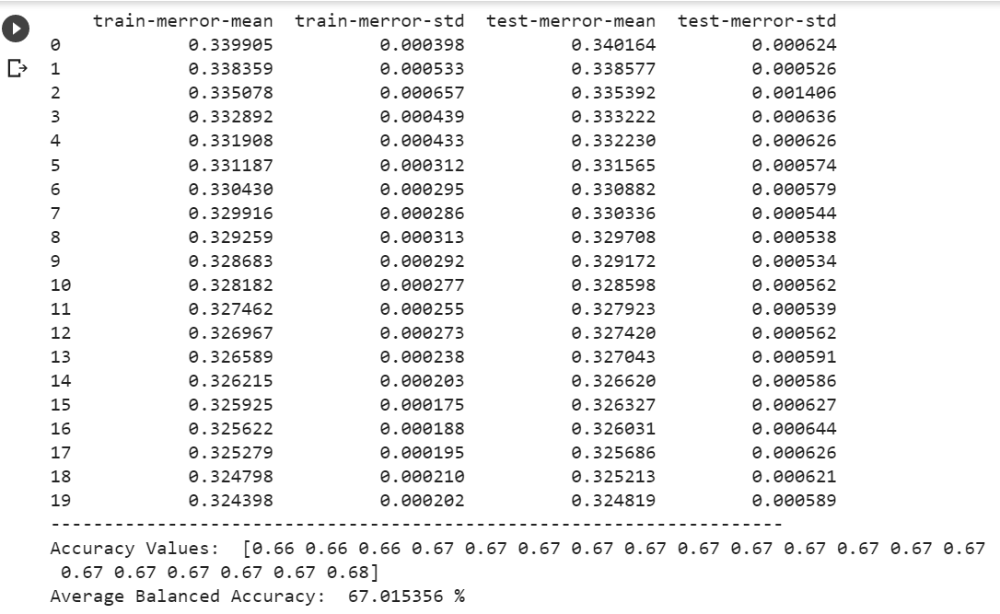 train-merror-mean train-merror-std test-merror-mean test-merror-std
0 0.339905 0.000398 0.340164 0.000624
1 0.338359 0.000533 0.338577 0.000526
2 0.335078 0.000657 0.335392 0.001406
3 0.332892 0.000439 0.333222 0.000636
4 0.331908 0.000433 0.332230 0.000626
5 0.331187 0.000312 0.331565 0.000574
6 0.330430 0.000295 0.330882 0.000579
7 0.329916 0.000286 0.330336 0.000544
8 0.329259 0.000313 0.329708 0.000538
9 0.328683 0.000292 0.329172 0.000534
10 0.328182 0.000277 0.328598 0.000562
11 0.327462 0.000255 0.327923 0.000539
12 0.326967 0.000273 0.327420 0.000562
13 0.326589 0.000238 0.327043 0.000591
14 0.326215 0.000203 0.326620 0.000586
15 0.325925 0.000175 0.326327 0.000627
16 0.325622 0.000188 0.326031 0.000644
17 0.325279 0.000195 0.325686 0.000626
18 0.324798 0.000210 0.325213 0.000621
19 0.324398 0.000202 0.324819 0.000589
---------------------------------------------------------------------
Accuracy Values: [0.66 0.66 0.66 0.67 0.67 0.67 0.67 0.67 0.67 0.67 0.67 0.67 0.67 0.67
0.67 0.67 0.67 0.67 0.67 0.68]
Average Balanced Accuracy: 67.015356 %